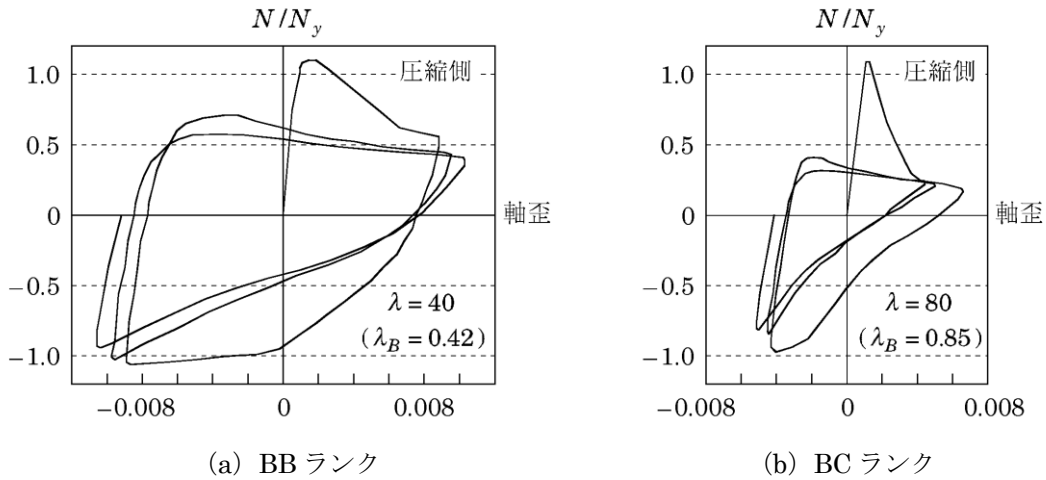 N/N_y
1.0
圧縮側
0.5
0
軸歪
-0.5
λ = 40
(λ_B = 0.42)
-1.0
-0.008
0
0.008
(a) BB ランク
N/N_y
1.0
圧縮側
0.5
0
軸歪
-0.5
λ = 80
(λ_B = 0.85)
-1.0
-0.008
0
0.008
(b) BC ランク